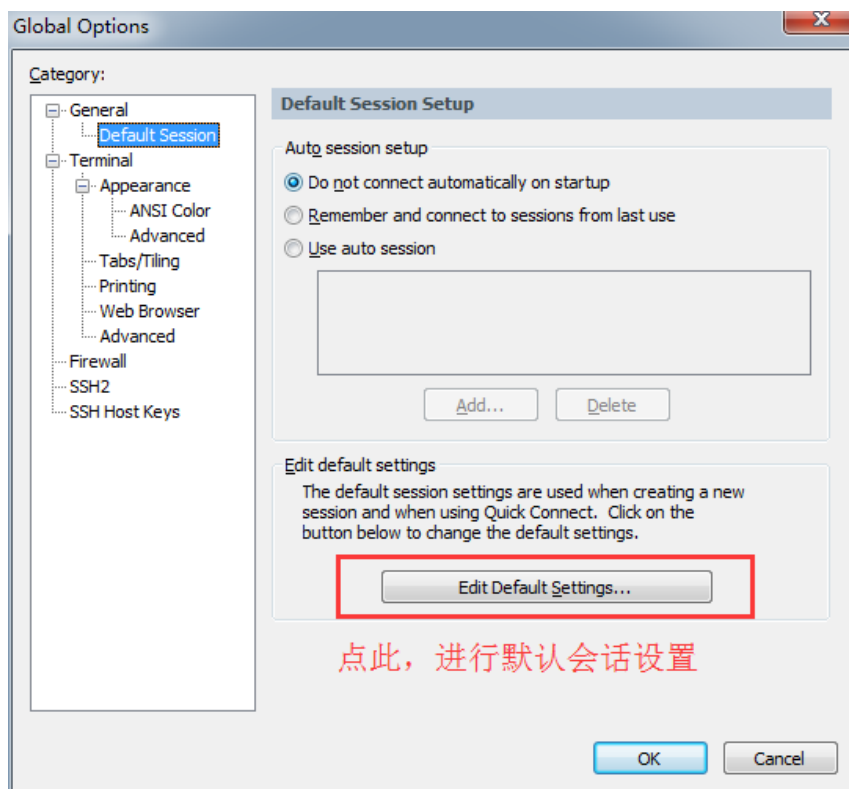 Global Options
Category:
General
Default Session
Terminal
Appearance
ANSI Color
Advanced
Tabs/Tiling
Printing
Web Browser
Advanced
Firewall
SSH2
SSH Host Keys
Default Session Setup
Auto session setup
Do not connect automatically on startup
Remember and connect to sessions from last use
Use auto session
Add...
Delete
Edit default settings
The default session settings are used when creating a new
session and when using Quick Connect. Click on the
button below to change the default settings.
Edit Default Settings...
点此，进行默认会话设置
OK
Cancel